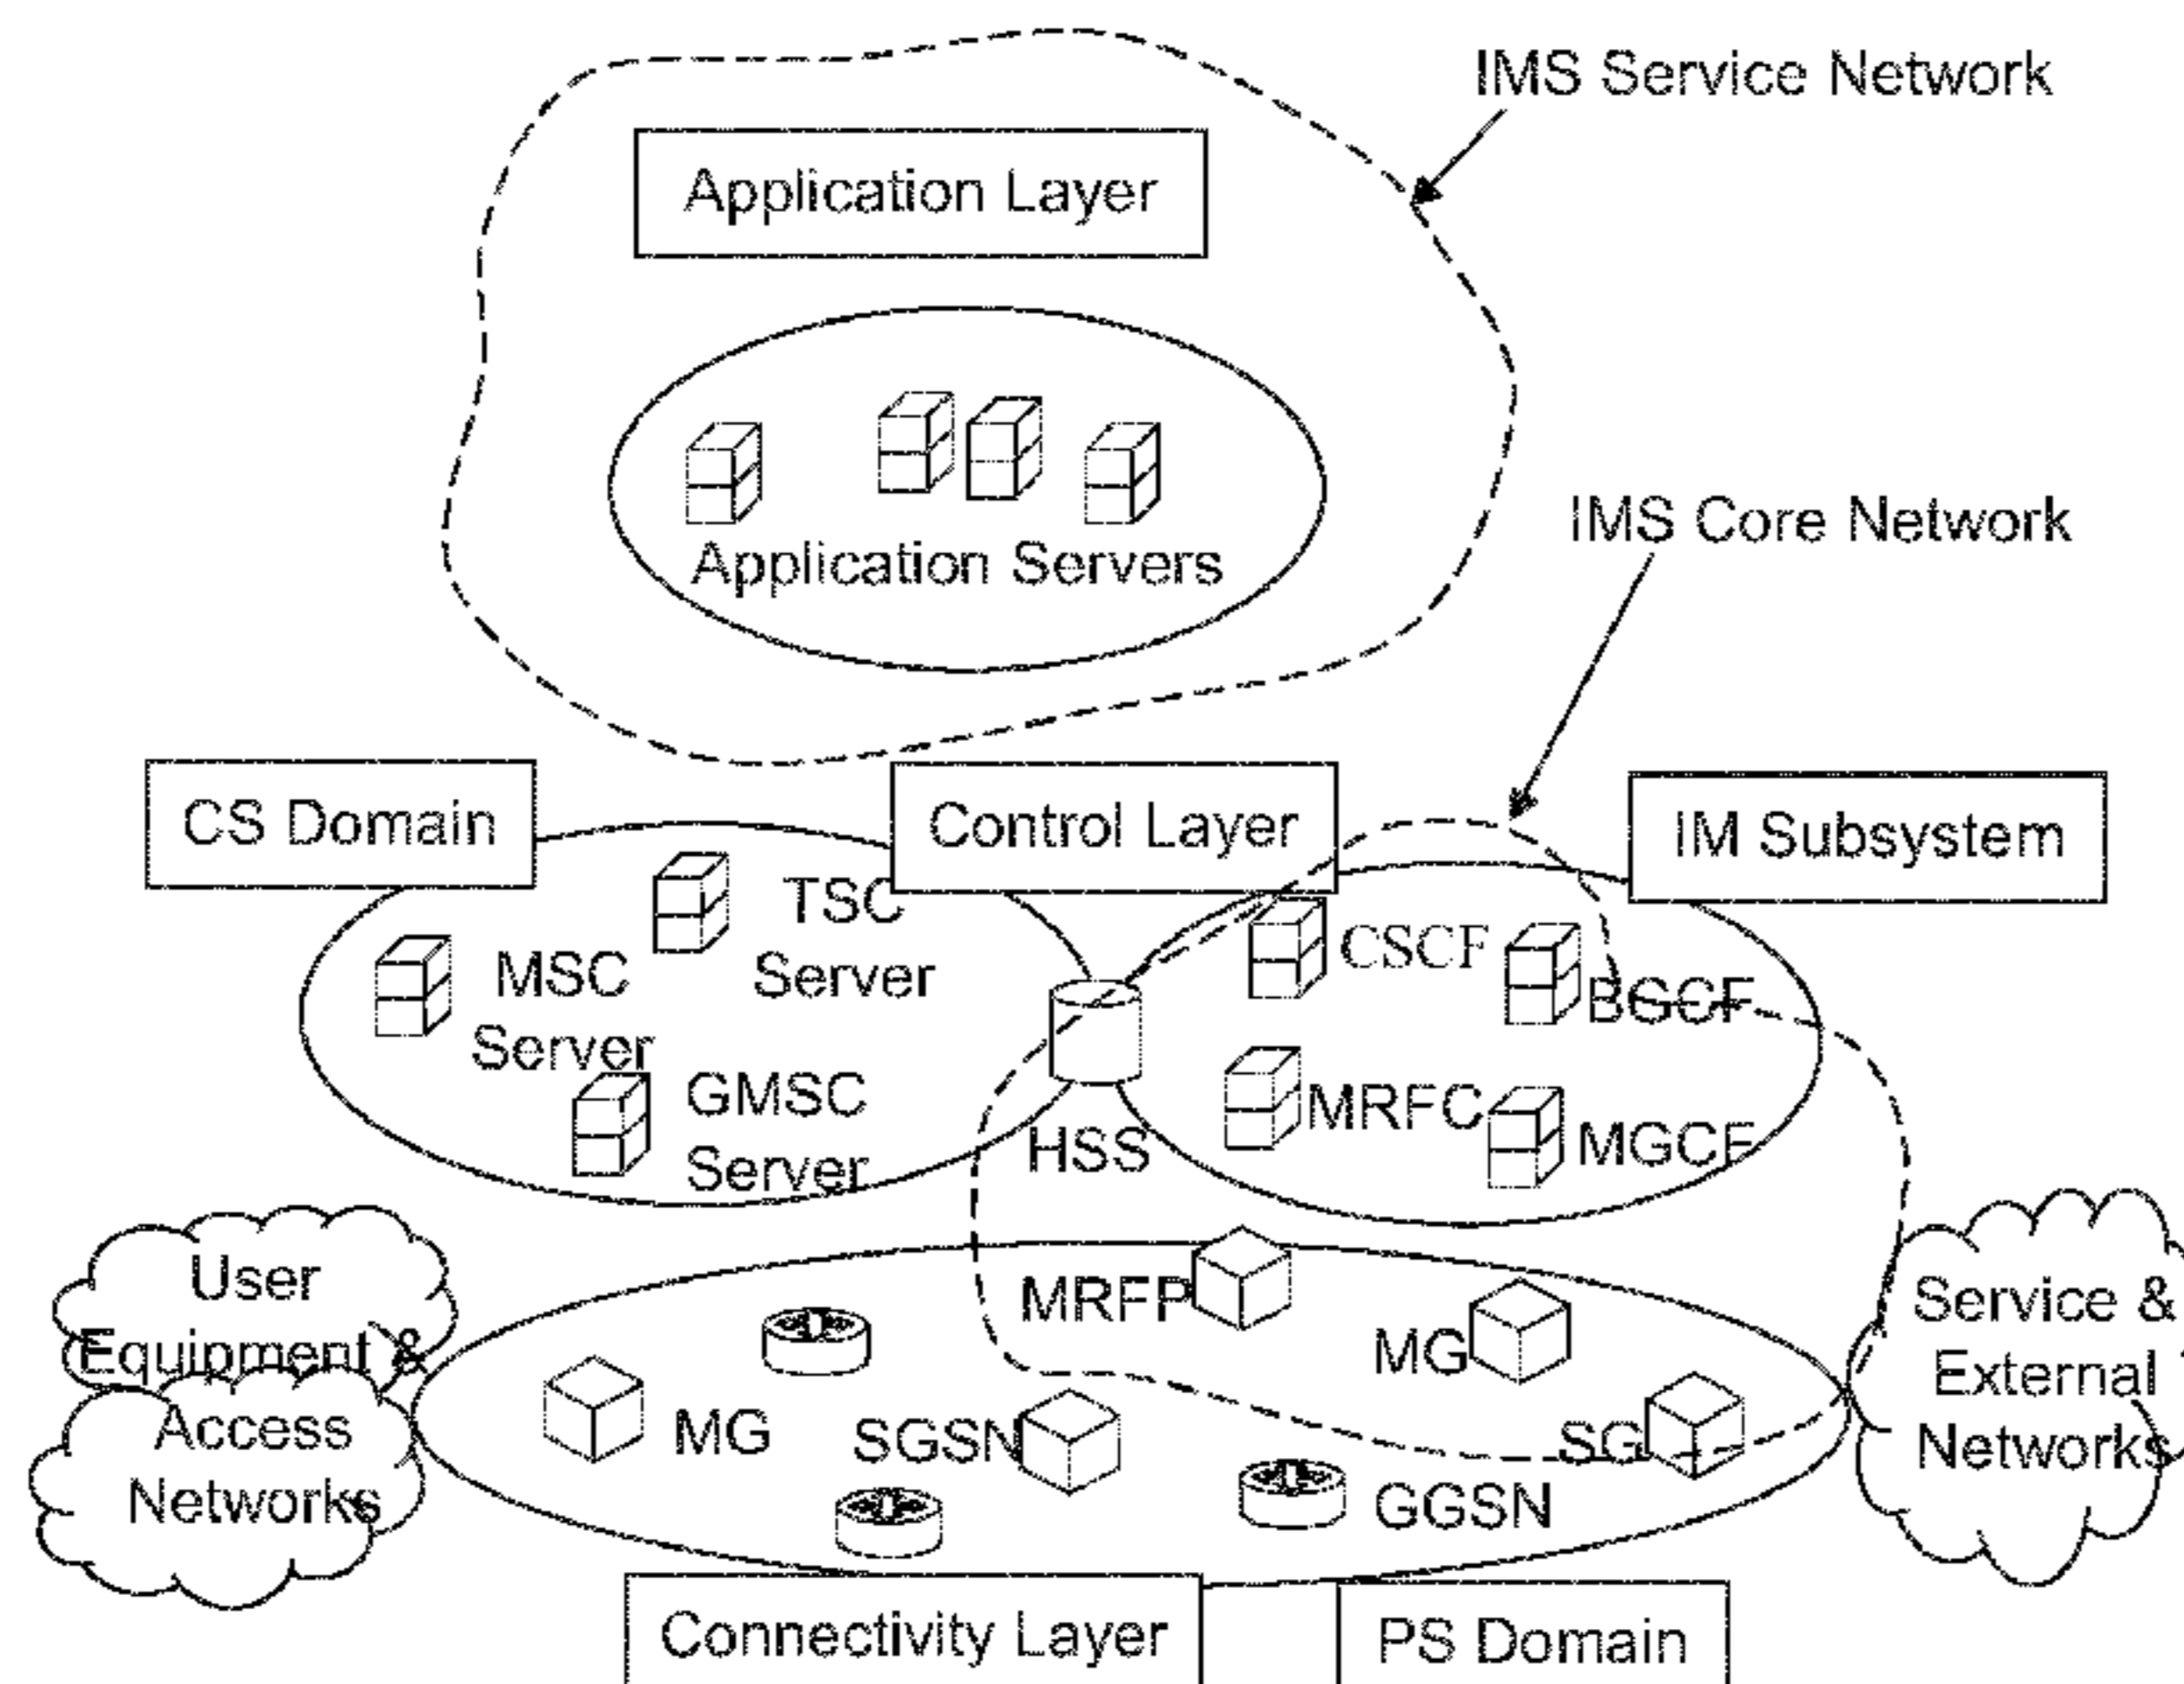 IMS Service Network
Application Layer
Application Servers
IMS Core Network
CS Domain
Control Layer
IM Subsystem
TSC
Server
MSC
Server
GMSC
Server
HSS
CSCF
BGCF
MRFC
MGCF
User
Equipment &
Access
Networks
MRFP
MG
MG
SGSN
SG
GGSN
Service &
External
Networks
Connectivity Layer
PS Domain